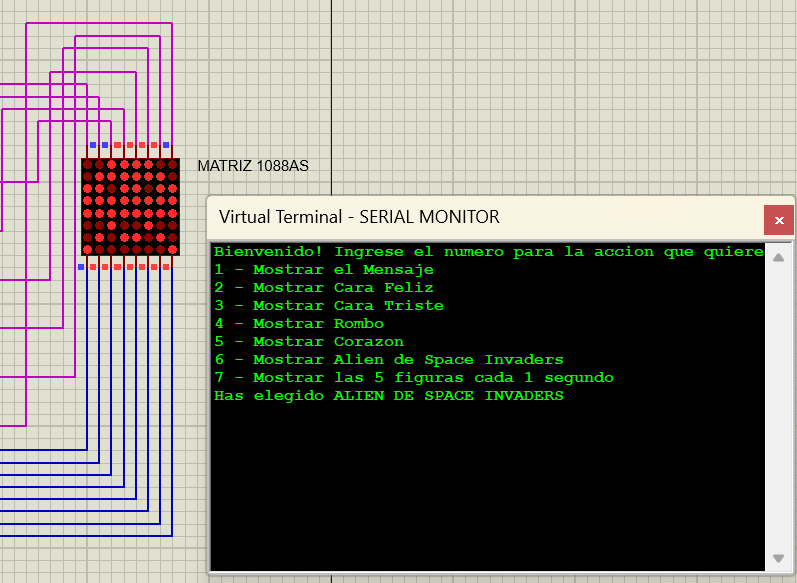 MATRIZ 1088AS
Virtual Terminal - SERIAL MONITOR
Bienvenido! Ingrese el numero para la accion que quiere
1 - Mostrar el Mensaje
2 - Mostrar Cara Feliz
3 - Mostrar Cara Triste
4 - Mostrar Rombo
5 - Mostrar Corazon
6 - Mostrar Alien de Space Invaders
7 - Mostrar las 5 figuras cada 1 segundo
Has elegido ALIEN DE SPACE INVADERS